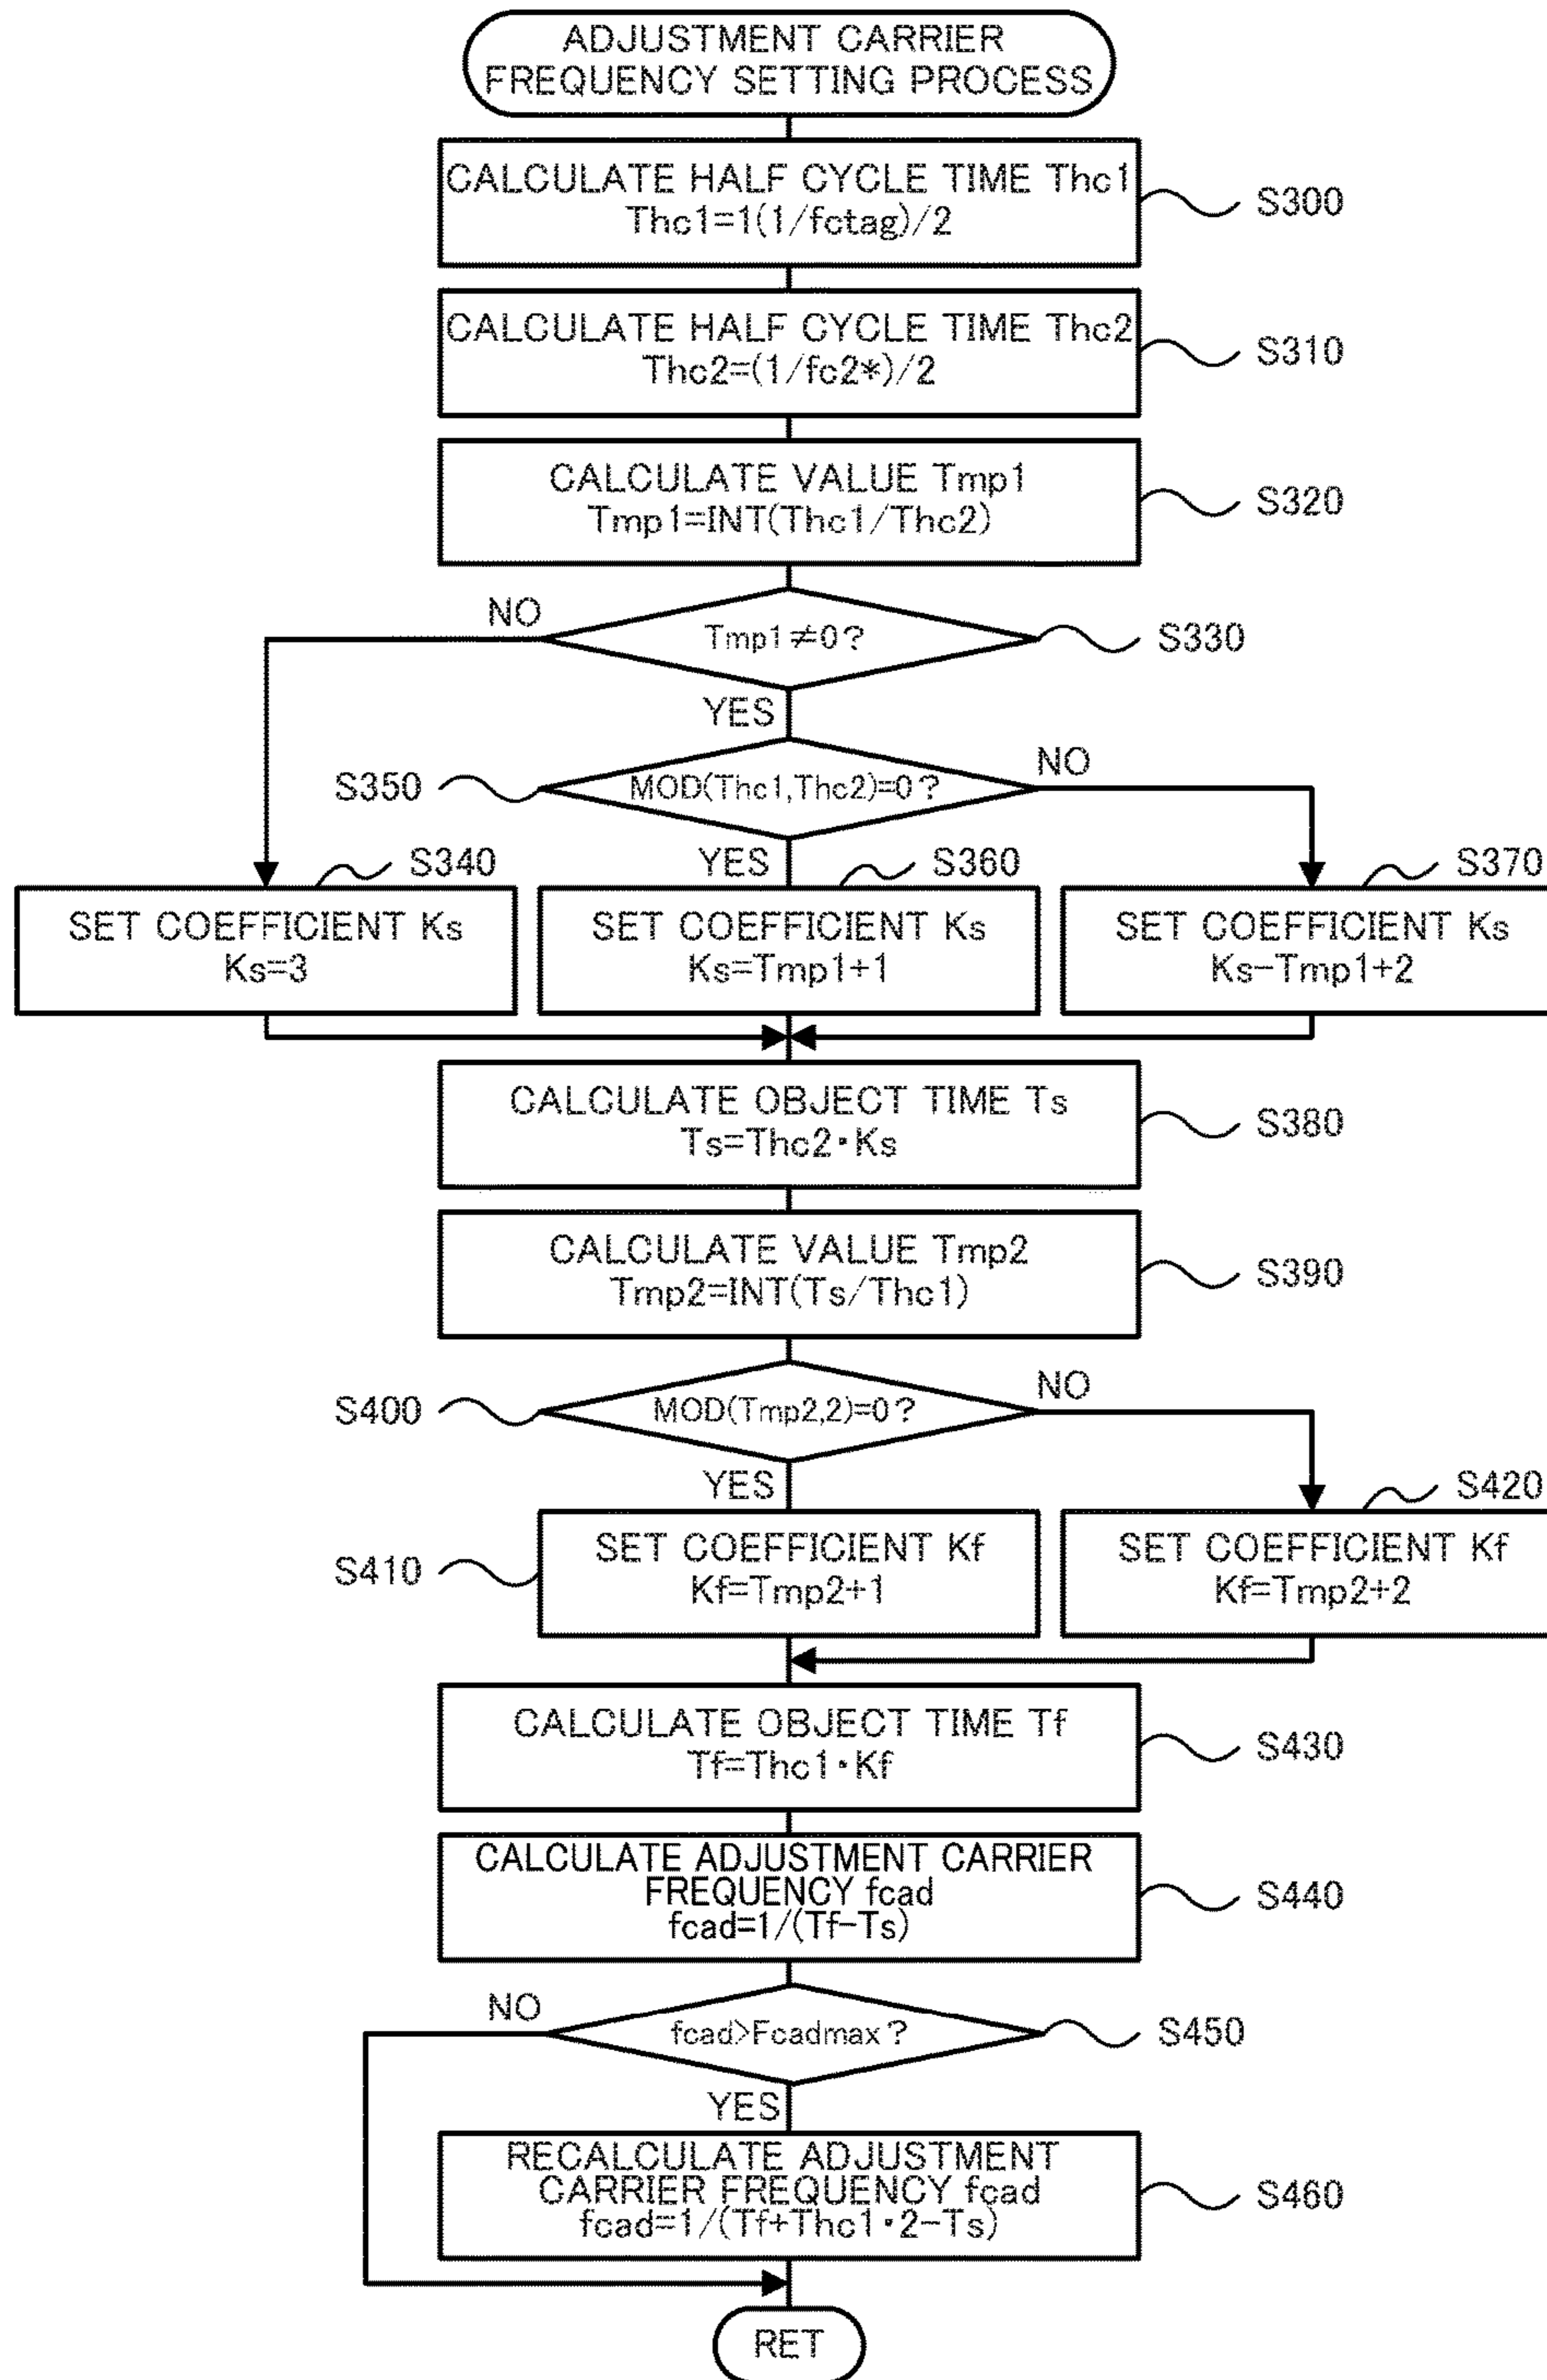 ADJUSTMENT CARRIER
FREQUENCY SETTING PROCESS
CALCULATE HALF CYCLE TIME Thc1
Thc1=1(1/fctag)/2
S300
CALCULATE HALF CYCLE TIME Thc2
Thc2=(1/fc2*)/2
S310
CALCULATE VALUE Tmp1
Tmp1=INT(Thc1/Thc2)
S320
NO
Tmp1≠0?
S330
YES
S350
MOD(Thc1,Thc2)=0?
NO
YES
S340
S360
S370
SET COEFFICIENT Ks
Ks=3
SET COEFFICIENT Ks
Ks=Tmp1+1
SET COEFFICIENT Ks
Ks-Tmp1+2
CALCULATE OBJECT TIME Ts
Ts=Thc2・Ks
S380
CALCULATE VALUE Tmp2
Tmp2=INT(Ts/Thc1)
S390
S400
MOD(Tmp2,2)=0?
NO
YES
S420
S410
SET COEFFICIENT Kf
Kf=Tmp2+1
SET COEFFICIENT Kf
Kf=Tmp2+2
CALCULATE OBJECT TIME Tf
Tf=Thc1・Kf
S430
CALCULATE ADJUSTMENT CARRIER
FREQUENCY fcad
fcad=1/(Tf-Ts)
S440
NO
fcad>Fcadmax?
S450
YES
RECALCULATE ADJUSTMENT
CARRIER FREQUENCY fcad
fcad=1/(Tf+Thc1・2-Ts)
S460
RET